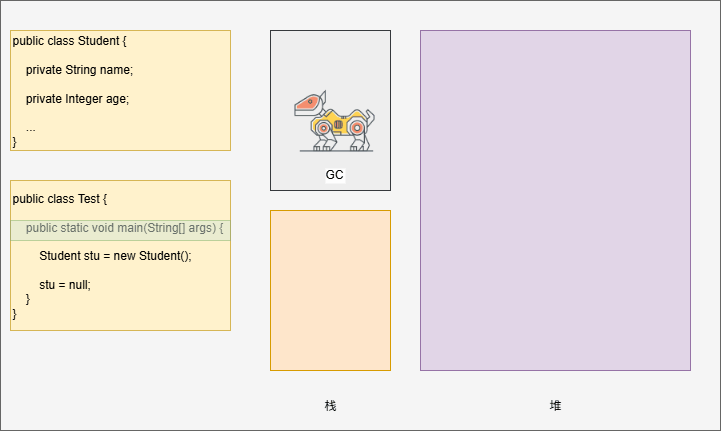 public class Student {
private String name;
private Integer age;
...
}
public class Test {
public static void main(String[] args) {
Student stu = new Student();
stu = null;
}
}
GC
栈
堆